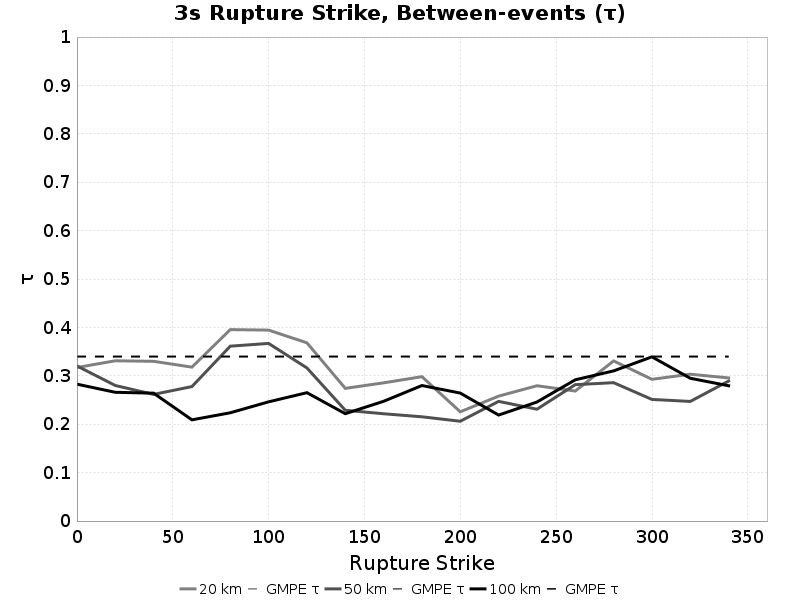 3s Rupture Strike, Between-events (τ)
1
0.9
0.8
0.7
0.6
0.5
0.4
0.3
0.2
0.1
0
τ
0 50 100 150 200 250 300 350
Rupture Strike
20 km GMPE τ 50 km GMPE τ 100 km GMPE τ